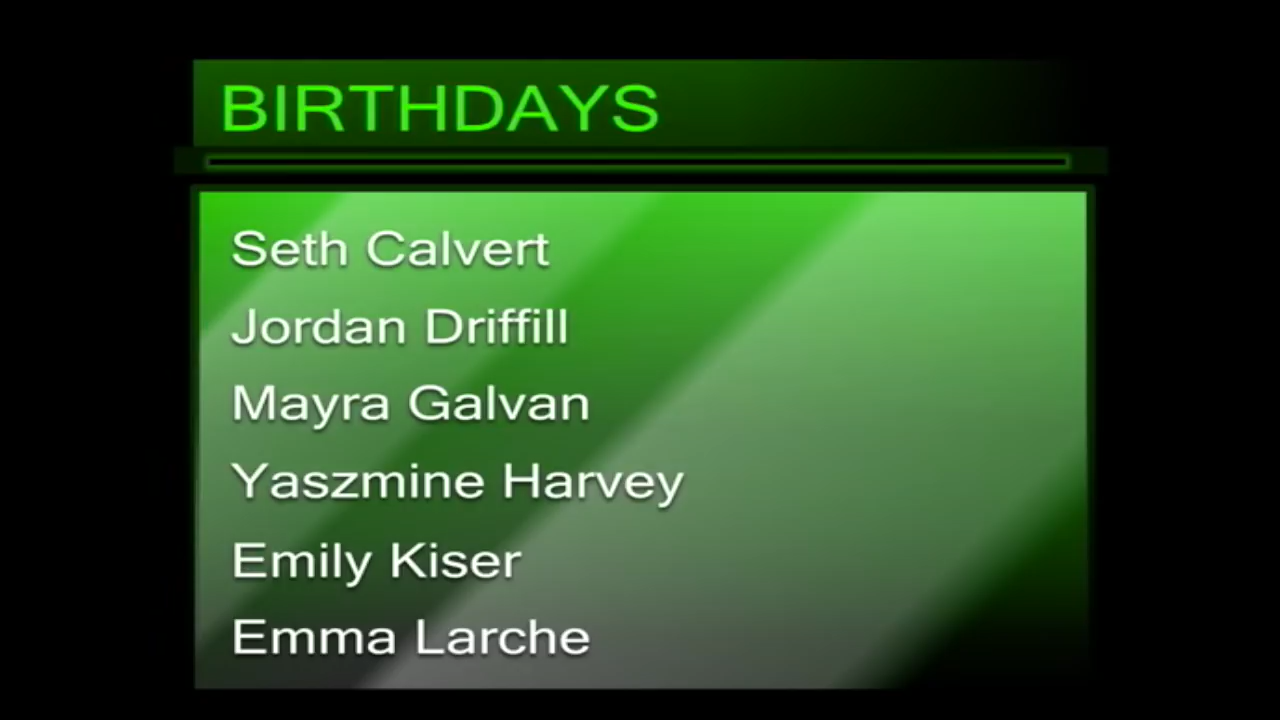 BIRTHDAYS
Seth Calvert
Jordan Driffill
Mayra Galvan
Yaszmine Harvey
Emily Kiser
Emma Larche